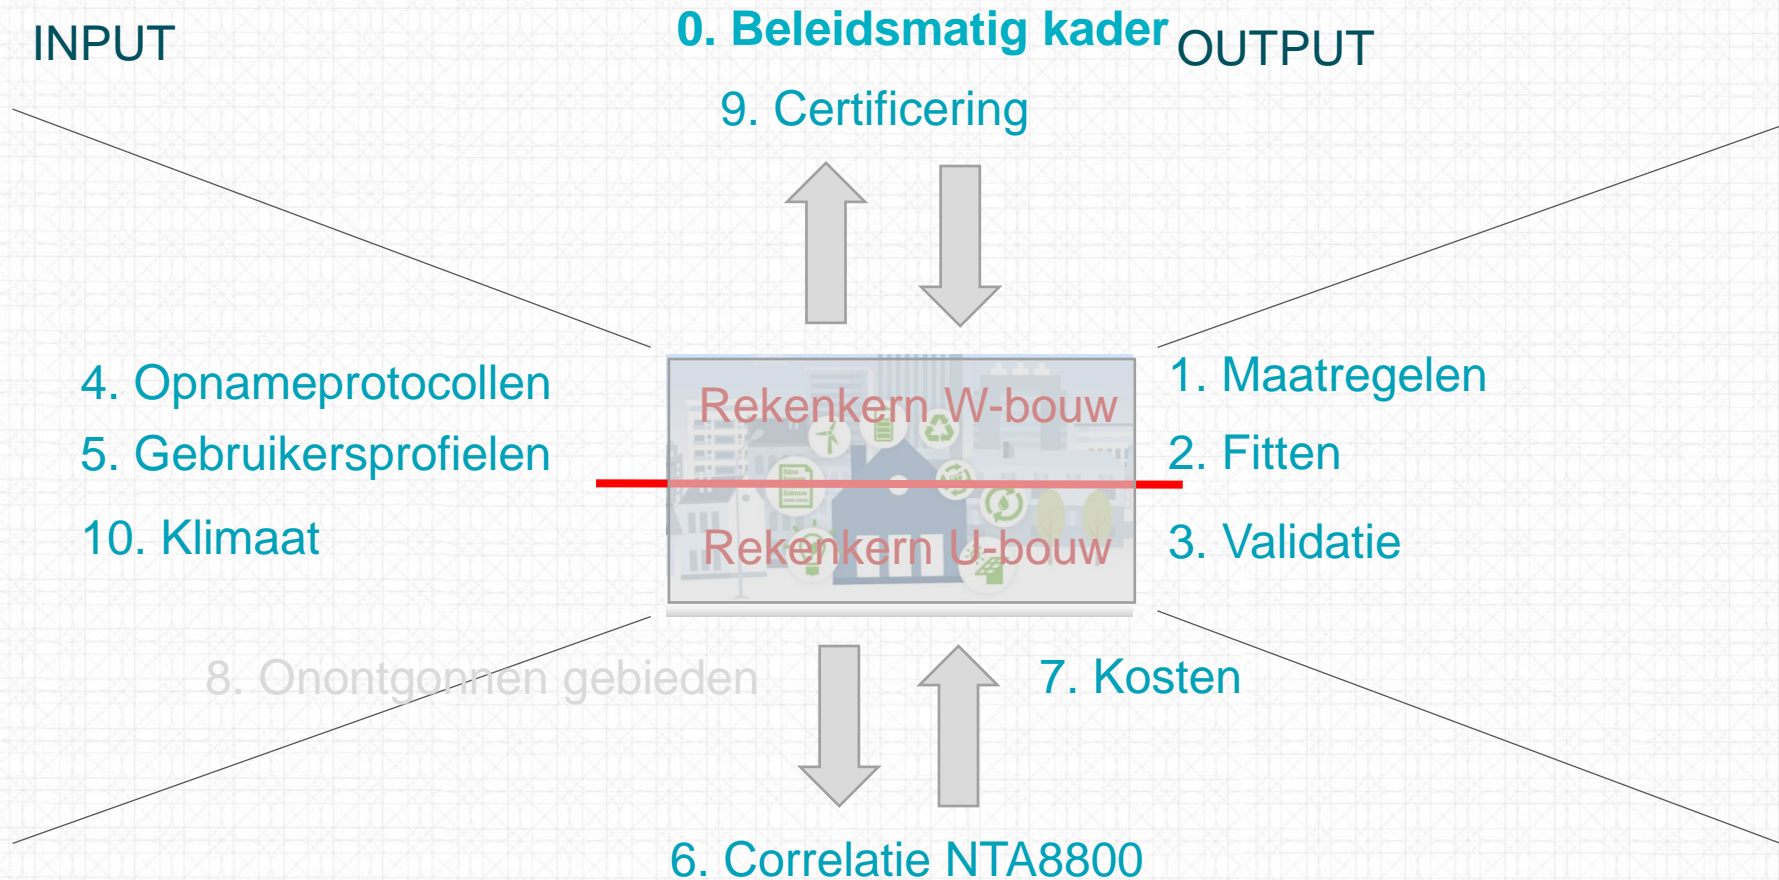 INPUT
0. Beleidsmatig kader
OUTPUT
9. Certificering
4. Opnameprotocollen
5. Gebruikersprofielen
10. Klimaat
Rekenkern W-bouw
Rekenkern U-bouw
1. Maatregelen
2. Fitten
3. Validatie
8. Onontgonnen gebieden
7. Kosten
6. Correlatie NTA8800